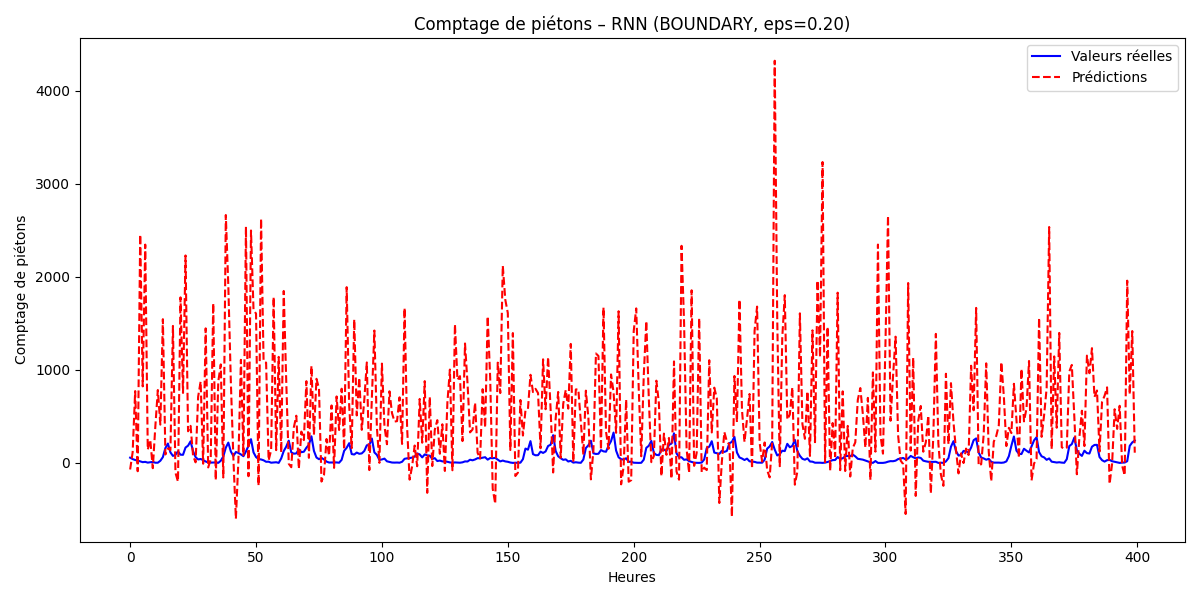 Comptage de piétons – RNN (BOUNDARY, eps=0.20)
Valeurs réelles
Prédictions
Comptage de piétons
4000
3000
2000
1000
0
0
50
100
150
200
250
300
350
400
Heures